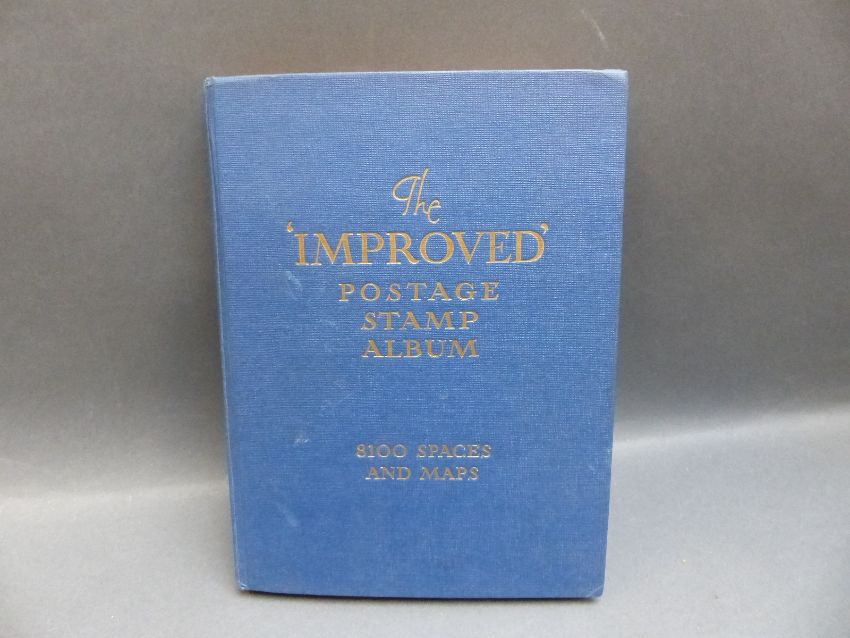 The
'IMPROVED'
POSTAGE
STAMP
ALBUM
8100 SPACES
AND MAPS